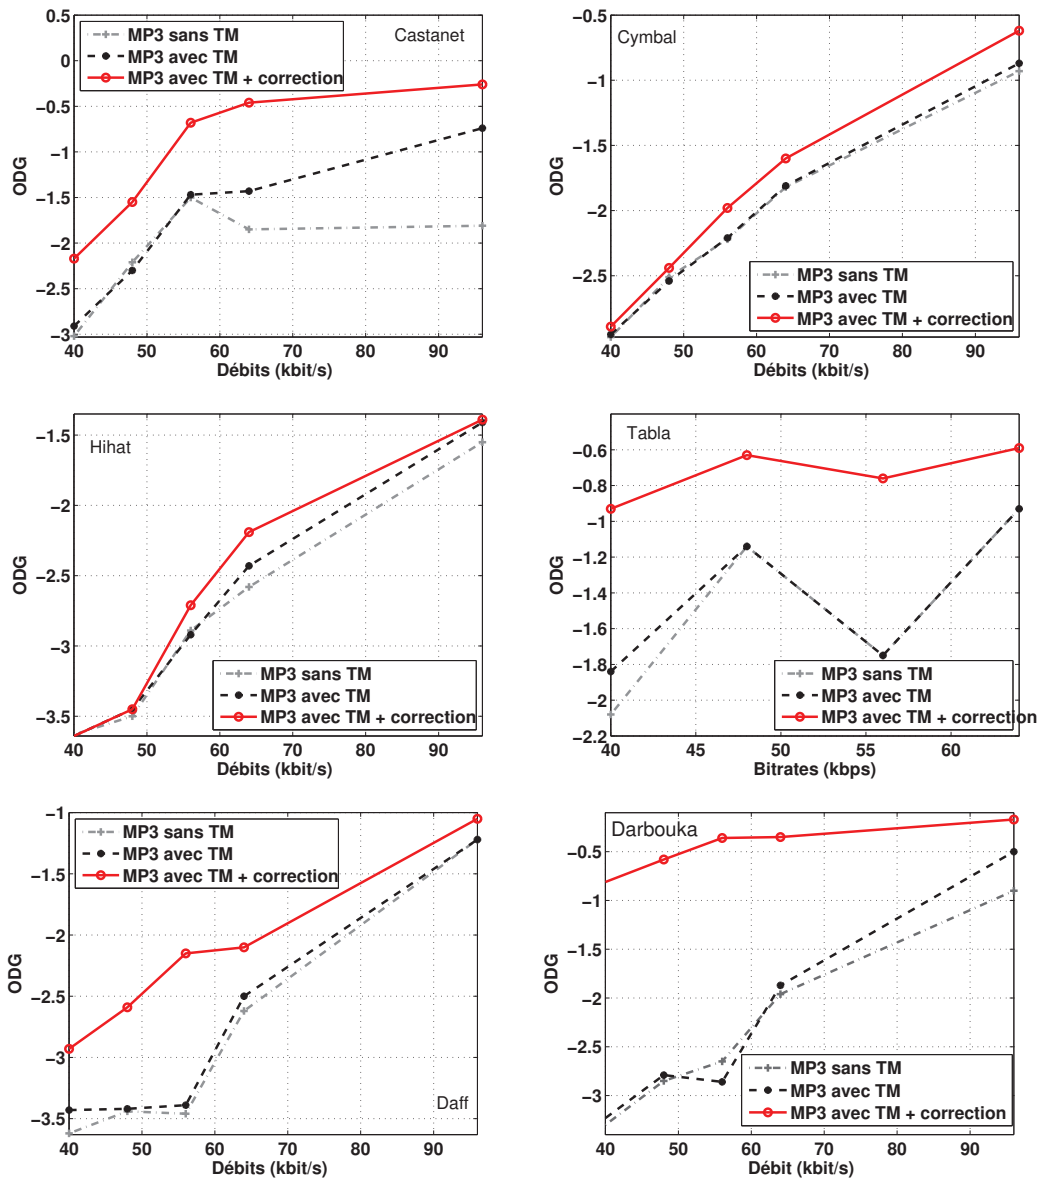 0.5
0
−0.5
−1
−1.5
−2
−2.5
−3
ODG
MP3 sans TM
MP3 avec TM
MP3 avec TM + correction
Castanet
40 50 60 70 80 90
Débits (kbit/s)
−0.5
−1
−1.5
−2
−2.5
ODG
Cymbal
MP3 sans TM
MP3 avec TM
MP3 avec TM + correction
40 50 60 70 80 90
Débits (kbit/s)
−1.5
−2
−2.5
−3
−3.5
ODG
Hihat
MP3 sans TM
MP3 avec TM
MP3 avec TM + correction
40 50 60 70 80 90
Débits (kbit/s)
−0.6
−0.8
−1
−1.2
−1.4
−1.6
−1.8
−2
−2.2
ODG
Tabla
MP3 sans TM
MP3 avec TM
MP3 avec TM + correction
40 45 50 55 60
Bitrates (kbps)
−1
−1.5
−2
−2.5
−3
−3.5
ODG
MP3 sans TM
MP3 avec TM
MP3 avec TM + correction
Daff
40 50 60 70 80 90
Débits (kbit/s)
−0.5
−1
−1.5
−2
−2.5
−3
ODG
Darbouka
MP3 sans TM
MP3 avec TM
MP3 avec TM + correction
40 50 60 70 80 90
Débit (kbit/s)